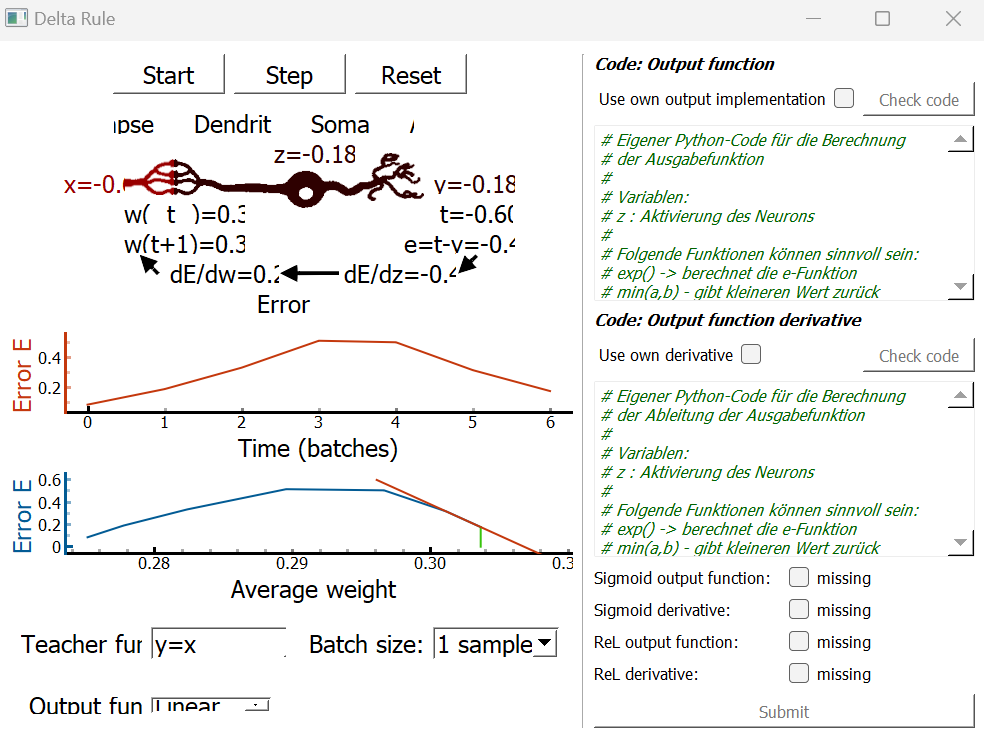 Delta Rule
Start Step Reset
Dendrit Soma
z=-0.18
x=-0. v=-0.18
w( t )=0.3 t=-0.60
w(t+1)=0.3 e=t-v=-0.4
dE/dw=0.2 dE/dz=-0.4
Error
Error E
0.4
0.2
0 1 2 3 4 5 6
Time (batches)
Error E
0.6
0.4
0.2
0
0.28 0.29 0.30 0.3
Average weight
Teacher fur y=x Batch size: 1 sample
Output fun Linear
Code: Output function
Use own output implementation Check code
# Eigener Python-Code für die Berechnung
# der Ausgabefunktion
#
# Variablen:
# z : Aktivierung des Neurons
#
# Folgende Funktionen können sinnvoll sein:
# exp() -> berechnet die e-Funktion
# min(a,b) - gibt kleineren Wert zurück
Code: Output function derivative
Use own derivative Check code
# Eigener Python-Code für die Berechnung
# der Ableitung der Ausgabefunktion
#
# Variablen:
# z : Aktivierung des Neurons
#
# Folgende Funktionen können sinnvoll sein:
# exp() -> berechnet die e-Funktion
# min(a,b) - gibt kleineren Wert zurück
Sigmoid output function: missing
Sigmoid derivative: missing
ReL output function: missing
ReL derivative: missing
Submit